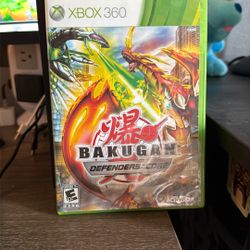 XBOX 360
爆
BAKUGAN
DEFENDERS OF THE CORE
E
ACTIVISION